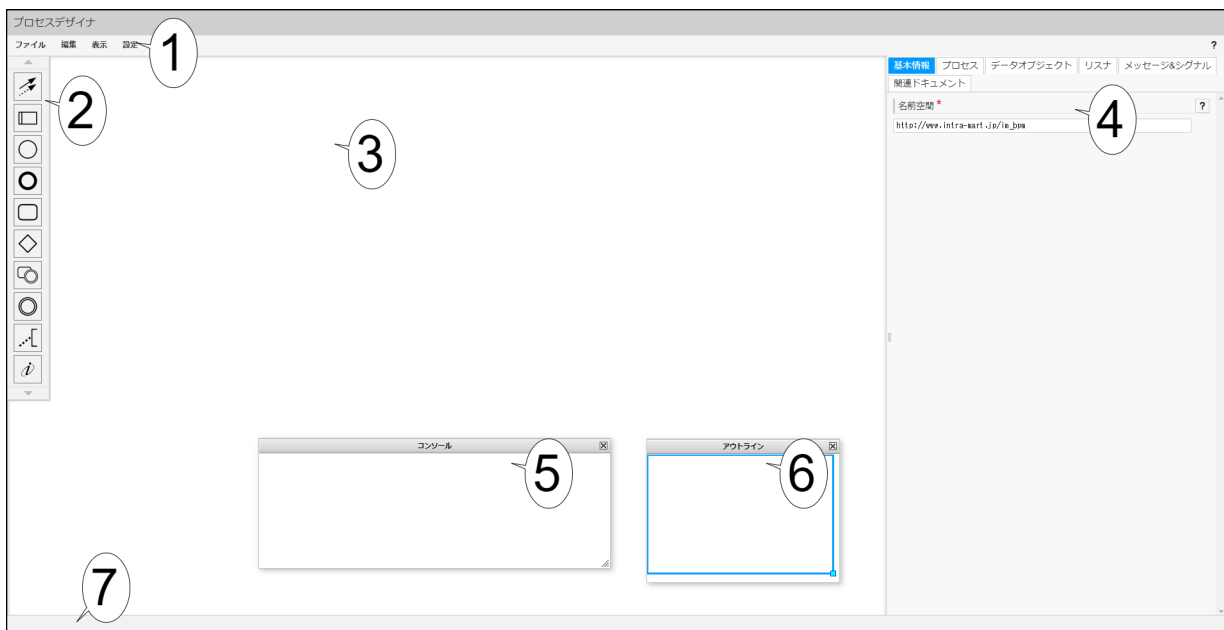 プロセスデザイナ
ファイル 編集 表示 設定 1 ?
2
3
基本情報 プロセス データオブジェクト リスナ メッセージ&シグナル
関連ドキュメント
名前空間 * ?
http://www.intra-mart.jp/im_bpm
4
コンソール
5
アウトライン
6
7